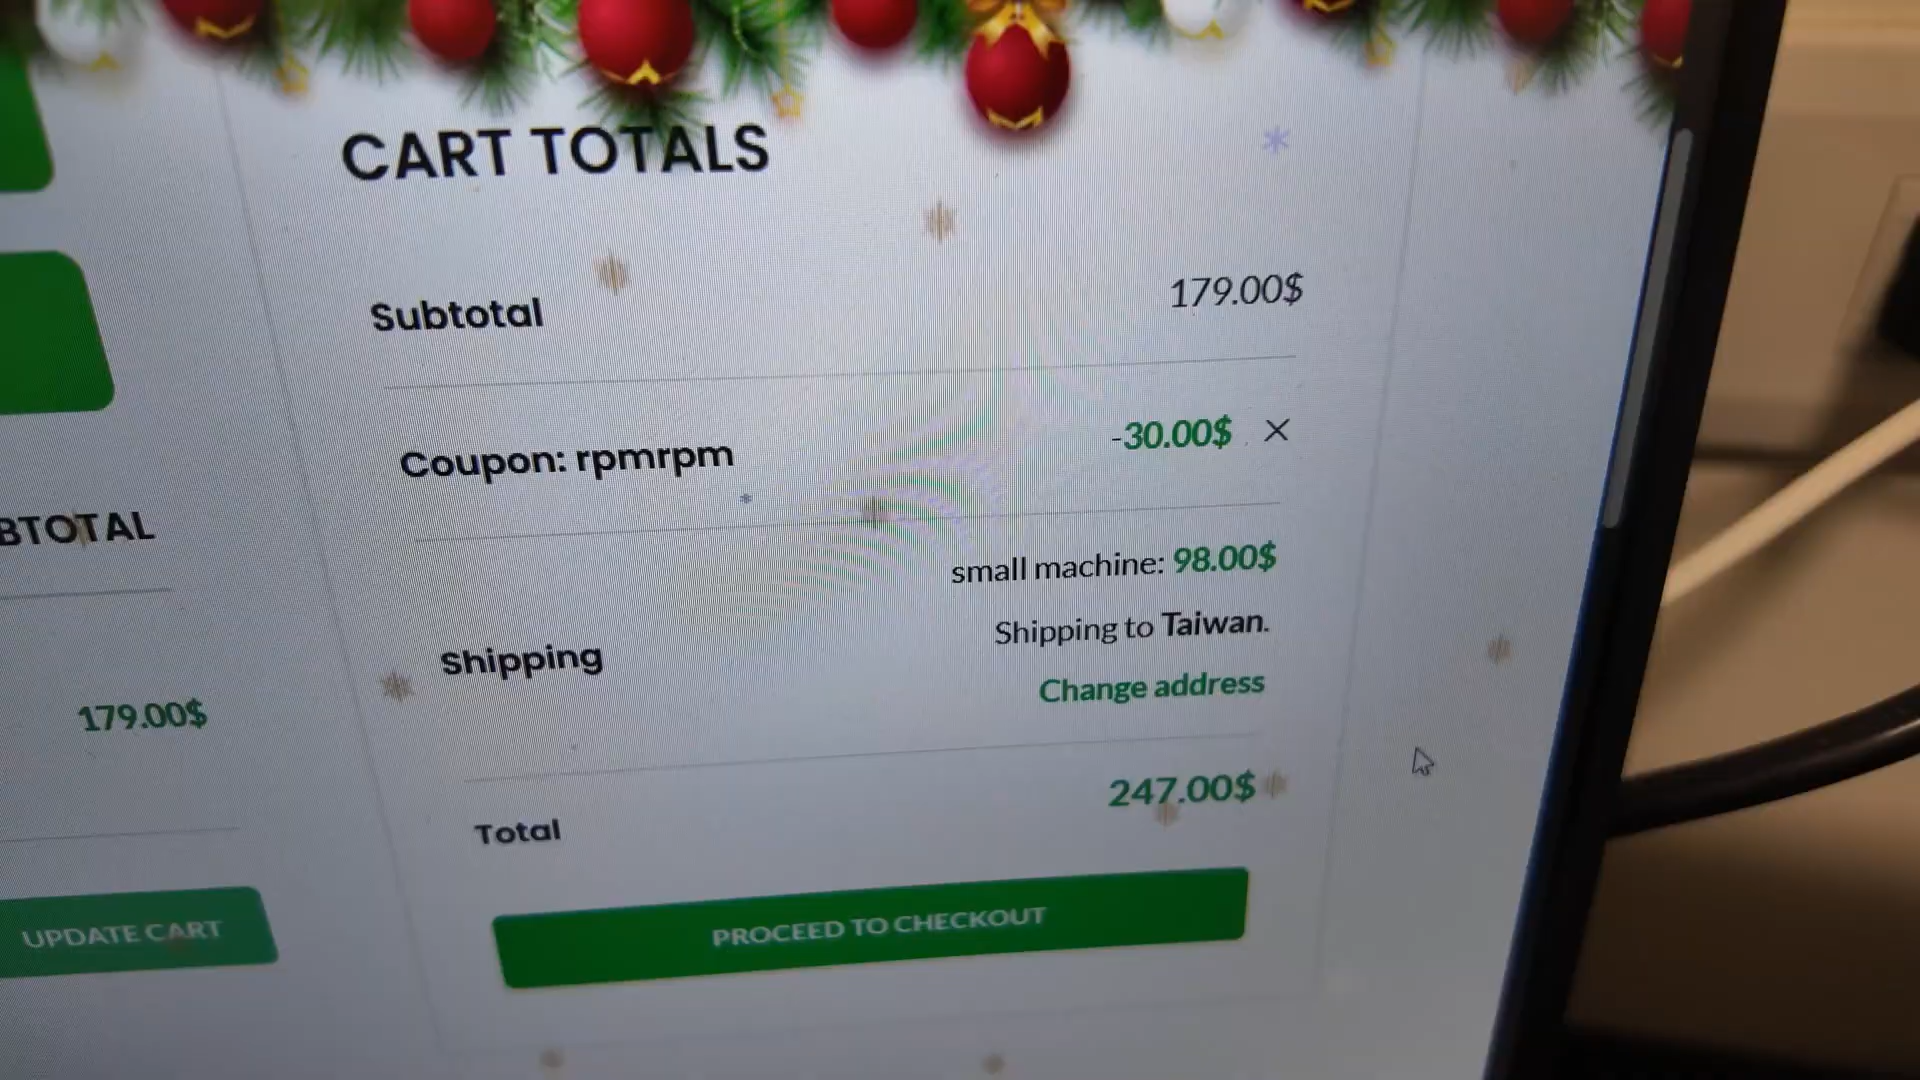 CART TOTALS
Subtotal 179.00$
Coupon: rpmrpm -30.00$ ×
Shipping small machine: 98.00$
Shipping to Taiwan.
Change address
Total 247.00$
PROCEED TO CHECKOUT
BTOTAL
179.00$
UPDATE CART